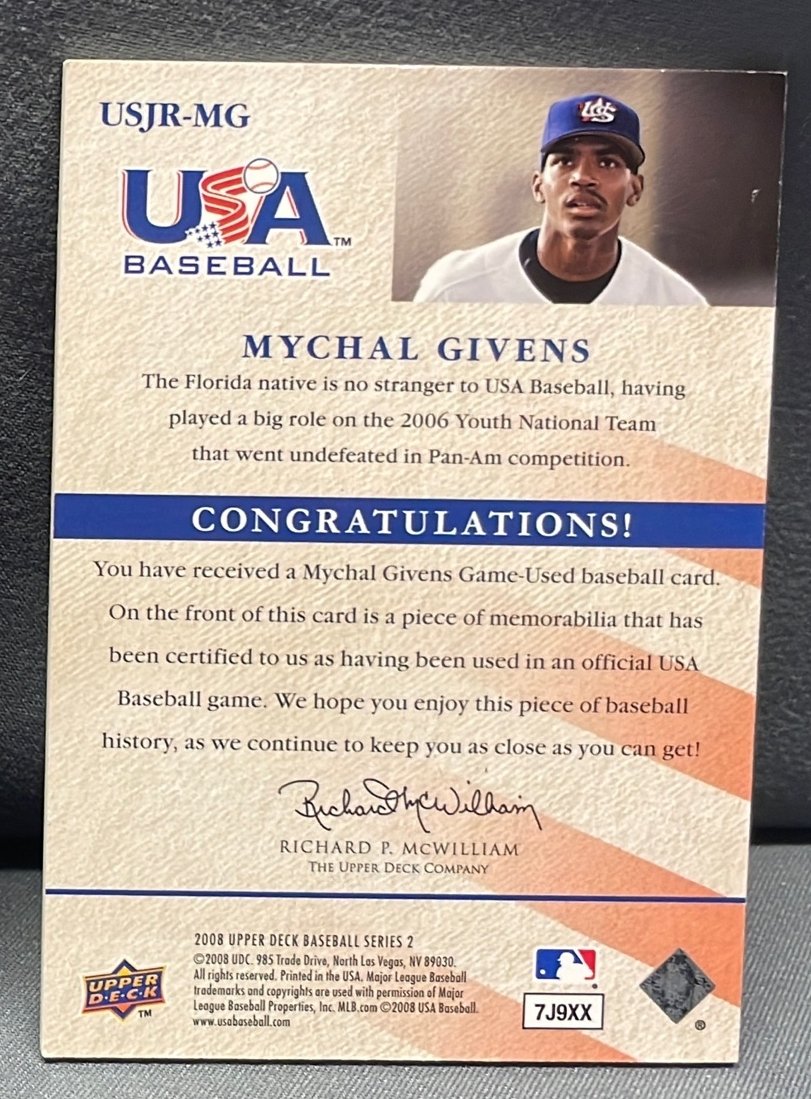 USJR-MG
USA
BASEBALL
TM
USA
MYCHAL GIVENS
The Florida native is no stranger to USA Baseball, having
played a big role on the 2006 Youth National Team
that went undefeated in Pan-Am competition.
CONGRATULATIONS!
You have received a Mychal Givens Game-Used baseball card.
On the front of this card is a piece of memorabilia that has
been certified to us as having been used in an official USA
Baseball game. We hope you enjoy this piece of baseball
history, as we continue to keep you as close as you can get!
Richard McWilliam
RICHARD P. MCWILLIAM
THE UPPER DECK COMPANY
2008 UPPER DECK BASEBALL SERIES 2
©2008 UDC. 985 Trade Drive, North Las Vegas, NV 89030.
All rights reserved. Printed in the USA. Major League Baseball
trademarks and copyrights are used with permission of Major
League Baseball Properties, Inc. MLB.com ©2008 USA Baseball.
www.usabaseball.com
UPPER
D·E·C·K
TM
7J9XX
®